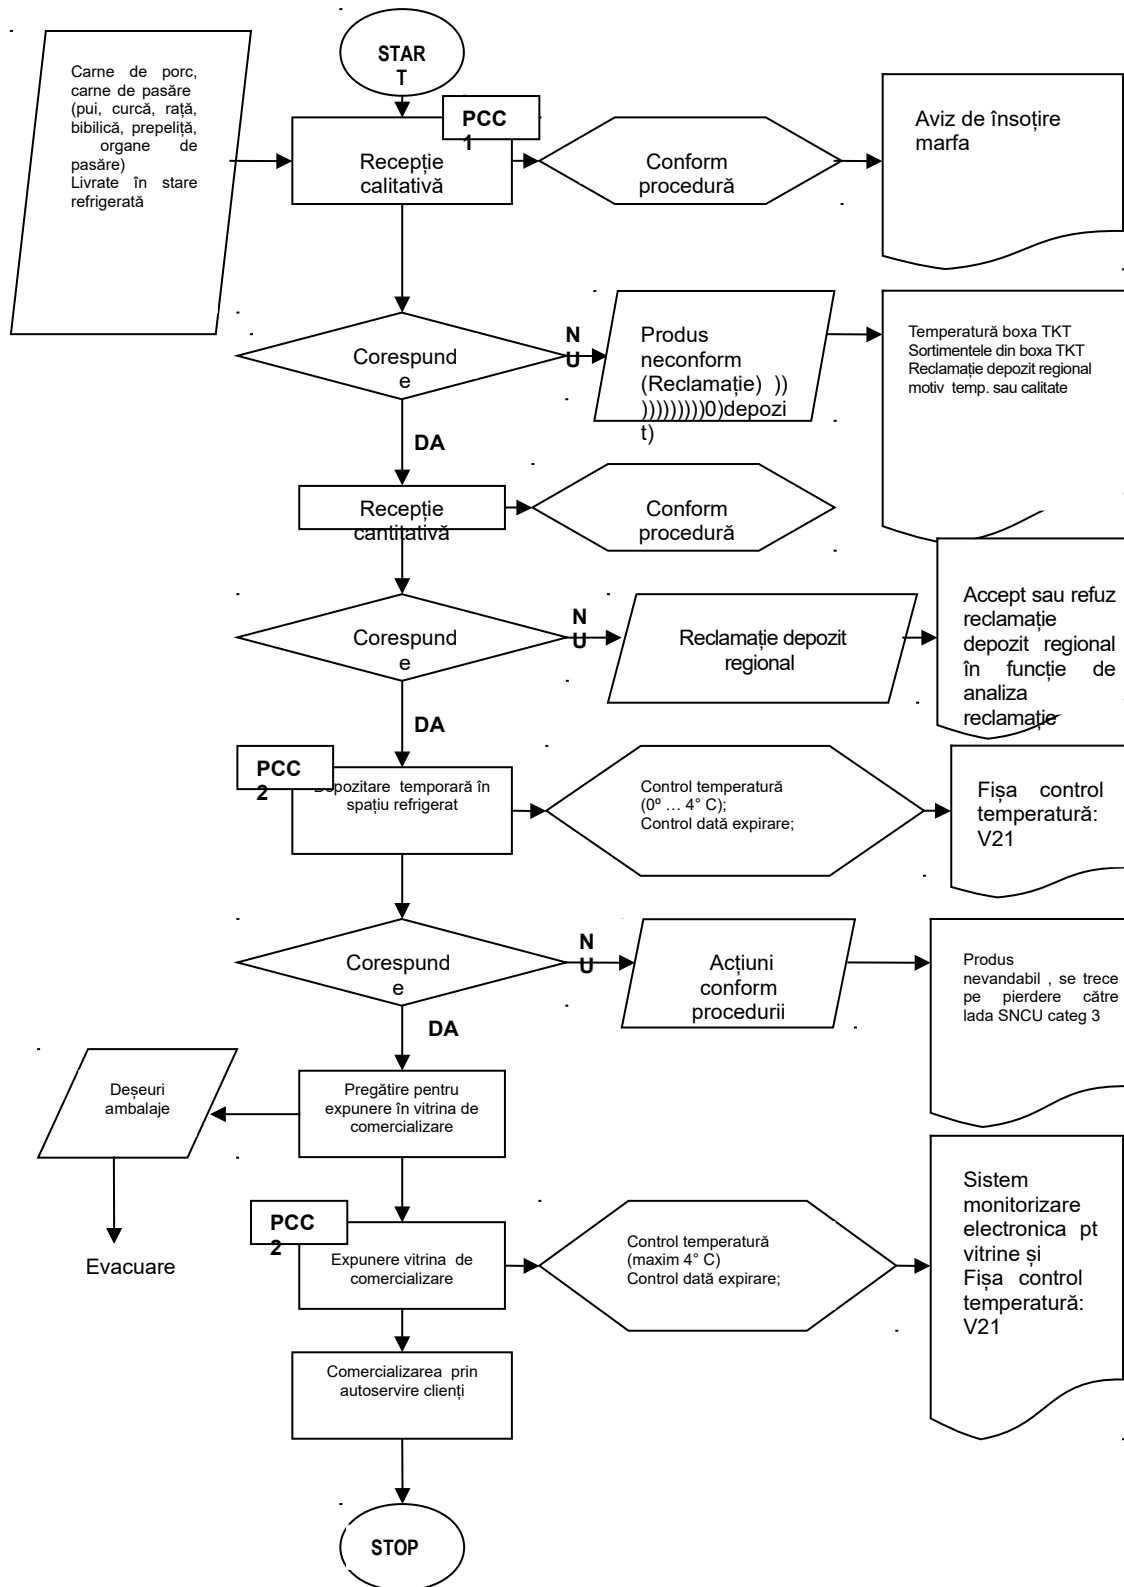 STAR
T
Carne de porc,
carne de pasăre
(pui, curcă, rață,
bibilică, prepeliță,
organe de
pasăre)
Livrate în stare
refrigerată
PCC
1
Recepție
calitativă
Conform
procedură
Aviz de însoțire
marfa
Corespund
e
N
U
Produs
neconform
(Reclamație) ))
)))))))))0)depozi
t)
Temperatură boxa TKT
Sortimentele din boxa TKT
Reclamație depozit regional
motiv temp. sau calitate
DA
Recepție
cantitativă
Conform
procedură
Corespund
e
N
U
Reclamație depozit
regional
Accept sau refuz
reclamație
depozit regional
în funcție de
analiza
reclamație
DA
PCC
2
Depozitare temporară în
spațiu refrigerat
Control temperatură
(0º … 4° C);
Control dată expirare;
Fișa control
temperatură:
V21
Corespund
e
N
U
Acțiuni
conform
procedurii
Produs
nevandabil , se trece
pe pierdere către
lada SNCU categ 3
DA
Pregătire pentru
expunere în vitrina de
comercializare
Deșeuri
ambalaje
Evacuare
PCC
2
Expunere vitrina de
comercializare
Control temperatură
(maxim 4° C)
Control dată expirare;
Sistem
monitorizare
electronica pt
vitrine și
Fișa control
temperatură:
V21
Comercializarea prin
autoservire clienți
STOP